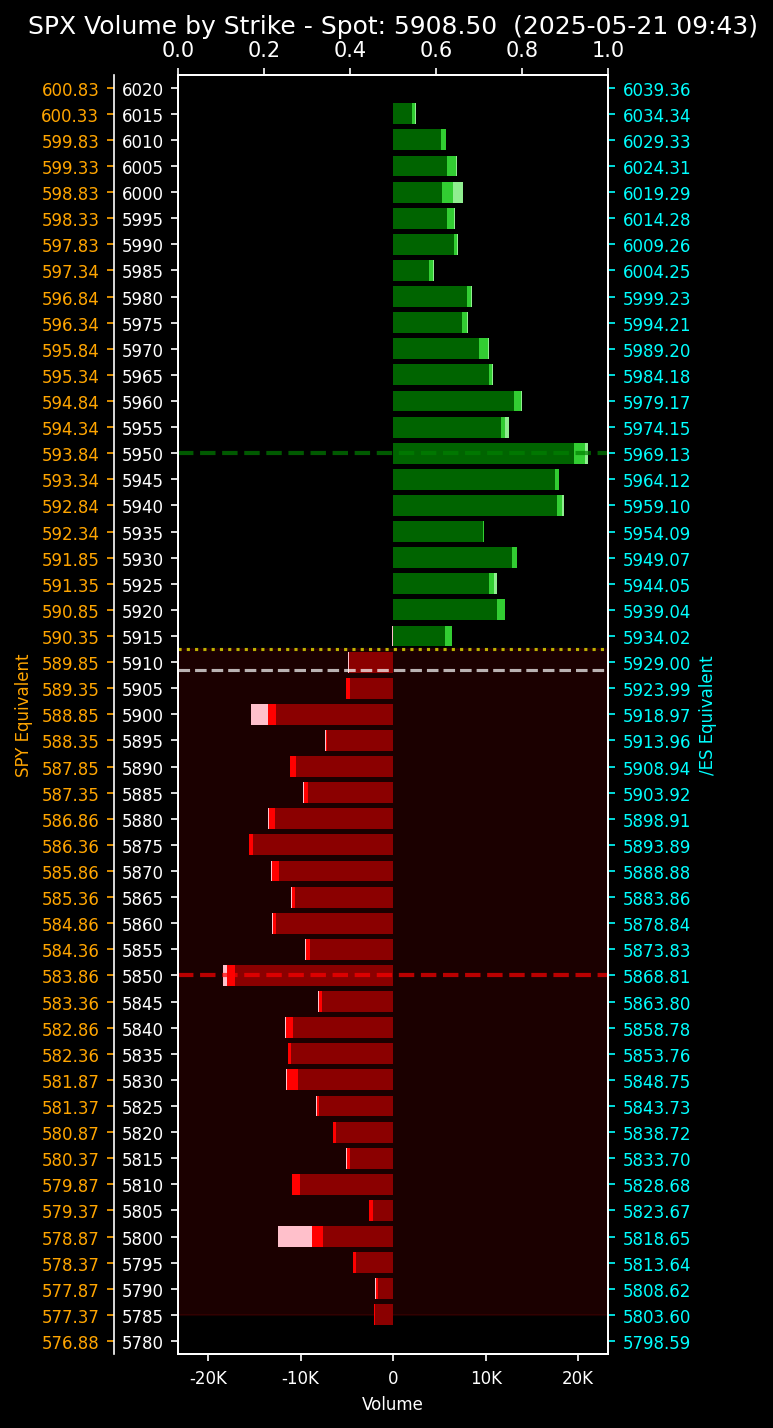 SPX Volume by Strike - Spot: 5908.50 (2025-05-21 09:43)
0.0 0.2 0.4 0.6 0.8 1.0
600.83 6020 6039.36
600.33 6015 6034.34
599.83 6010 6029.33
599.33 6005 6024.31
598.83 6000 6019.29
598.33 5995 6014.28
597.83 5990 6009.26
597.34 5985 6004.25
596.84 5980 5999.23
596.34 5975 5994.21
595.84 5970 5989.20
595.34 5965 5984.18
594.84 5960 5979.17
594.34 5955 5974.15
593.84 5950 5969.13
593.34 5945 5964.12
592.84 5940 5959.10
592.34 5935 5954.09
591.85 5930 5949.07
591.35 5925 5944.05
590.85 5920 5939.04
590.35 5915 5934.02
589.85 5910 5929.00
589.35 5905 5923.99
588.85 5900 5918.97
588.35 5895 5913.96
587.85 5890 5908.94
587.35 5885 5903.92
586.86 5880 5898.91
586.36 5875 5893.89
585.86 5870 5888.88
585.36 5865 5883.86
584.86 5860 5878.84
584.36 5855 5873.83
583.86 5850 5868.81
583.36 5845 5863.80
582.86 5840 5858.78
582.36 5835 5853.76
581.87 5830 5848.75
581.37 5825 5843.73
580.87 5820 5838.72
580.37 5815 5833.70
579.87 5810 5828.68
579.37 5805 5823.67
578.87 5800 5818.65
578.37 5795 5813.64
577.87 5790 5808.62
577.37 5785 5803.60
576.88 5780 5798.59
SPY Equivalent
/ES Equivalent
-20K -10K 0 10K 20K
Volume